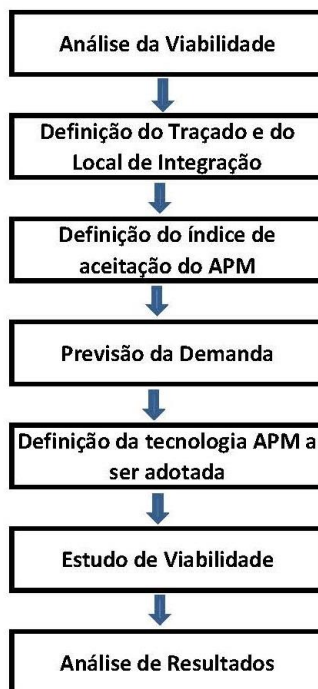 Análise da Viabilidade
Definição do Traçado e do
Local de Integração
Definição do índice de
aceitação do APM
Previsão da Demanda
Definição da tecnologia APM a
ser adotada
Estudo de Viabilidade
Análise de Resultados